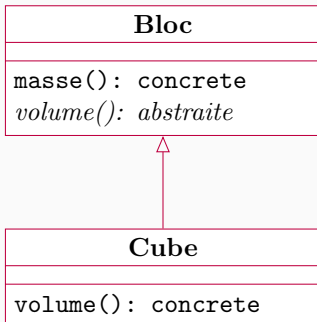 Bloc
masse(): concrete
volume(): abstraite
Cube
volume(): concrete